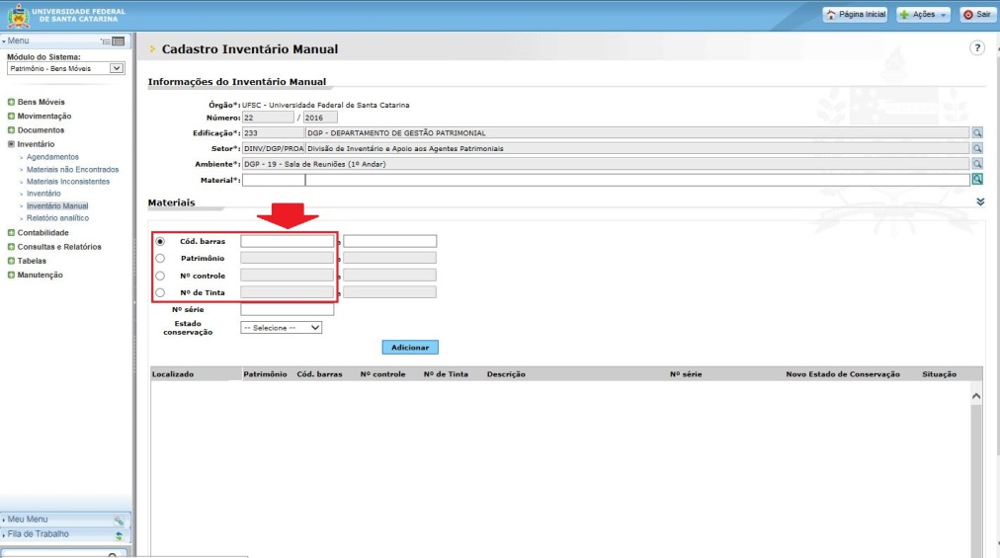 UNIVERSIDADE FEDERAL
DE SANTA CATARINA
Página Inicial
Ações
Sair
Menu
Módulo do Sistema:
Patrimônio - Bens Móveis
Bens Móveis
Movimentação
Documentos
Inventário
Agendamentos
Materiais não Encontrados
Materiais Inconsistentes
Inventário
Inventário Manual
Relatório analítico
Contabilidade
Consultas e Relatórios
Tabelas
Manutenção
Meu Menu
Fila de Trabalho
Cadastro Inventário Manual
?
Informações do Inventário Manual
Órgão*: UFSC - Universidade Federal de Santa Catarina
Número: 22 / 2016
Edificação*: 233 DGP - DEPARTAMENTO DE GESTÃO PATRIMONIAL
Setor*: DINV/DGP/PROA Divisão de Inventário e Apoio aos Agentes Patrimoniais
Ambiente*: DGP - 19 - Sala de Reuniões (1º Andar)
Material*:
Materiais
Cód. barras a
Patrimônio a
Nº controle a
Nº de Tinta a
Nº série
Estado
conservação
-- Selecione --
Adicionar
Localizado Patrimônio Cód. barras Nº controle Nº de Tinta Descrição Nº série Novo Estado de Conservação Situação